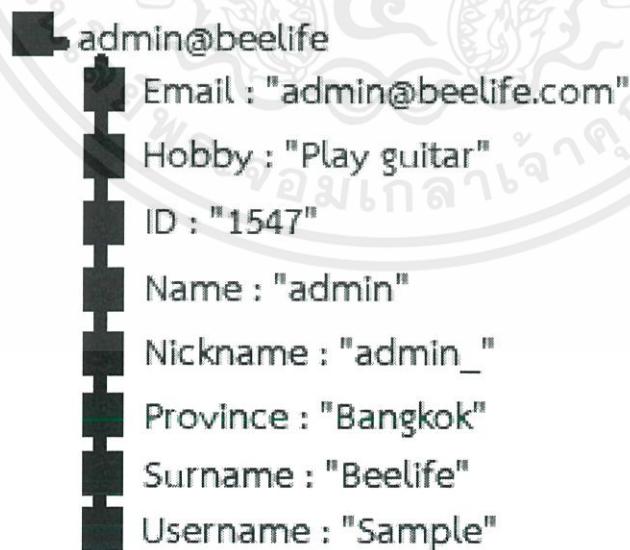 admin@beelife
Email : "admin@beelife.com"
Hobby : "Play guitar"
ID : "1547"
Name : "admin"
Nickname : "admin_"
Province : "Bangkok"
Surname : "Beelife"
Username : "Sample"